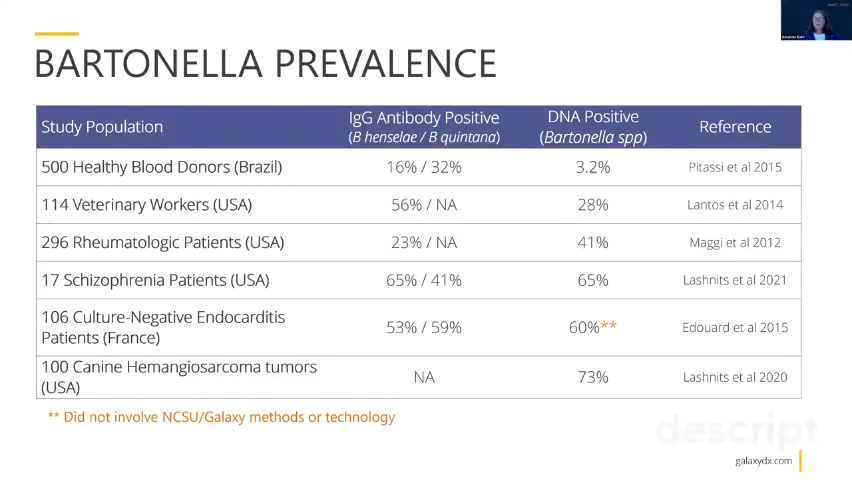 BARTONELLA PREVALENCE
Study Population
IgG Antibody Positive
(B henselae / B quintana)
DNA Positive
(Bartonella spp)
Reference
500 Healthy Blood Donors (Brazil)
16% / 32%
3.2%
Pitassi et al 2015
114 Veterinary Workers (USA)
56% / NA
28%
Lantos et al 2014
296 Rheumatologic Patients (USA)
23% / NA
41%
Maggi et al 2012
17 Schizophrenia Patients (USA)
65% / 41%
65%
Lashnits et al 2021
106 Culture-Negative Endocarditis
Patients (France)
53% / 59%
60%**
Edouard et al 2015
100 Canine Hemangiosarcoma tumors
(USA)
NA
73%
Lashnits et al 2020
** Did not involve NCSU/Galaxy methods or technology
descript
galaxydx.com